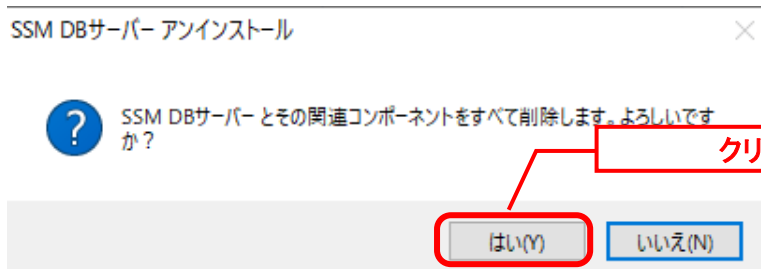 SSM DBサーバー アンインストール
SSM DBサーバー とその関連コンポーネントをすべて削除します。よろしいです
か？
クリ
はい(Y)
いいえ(N)